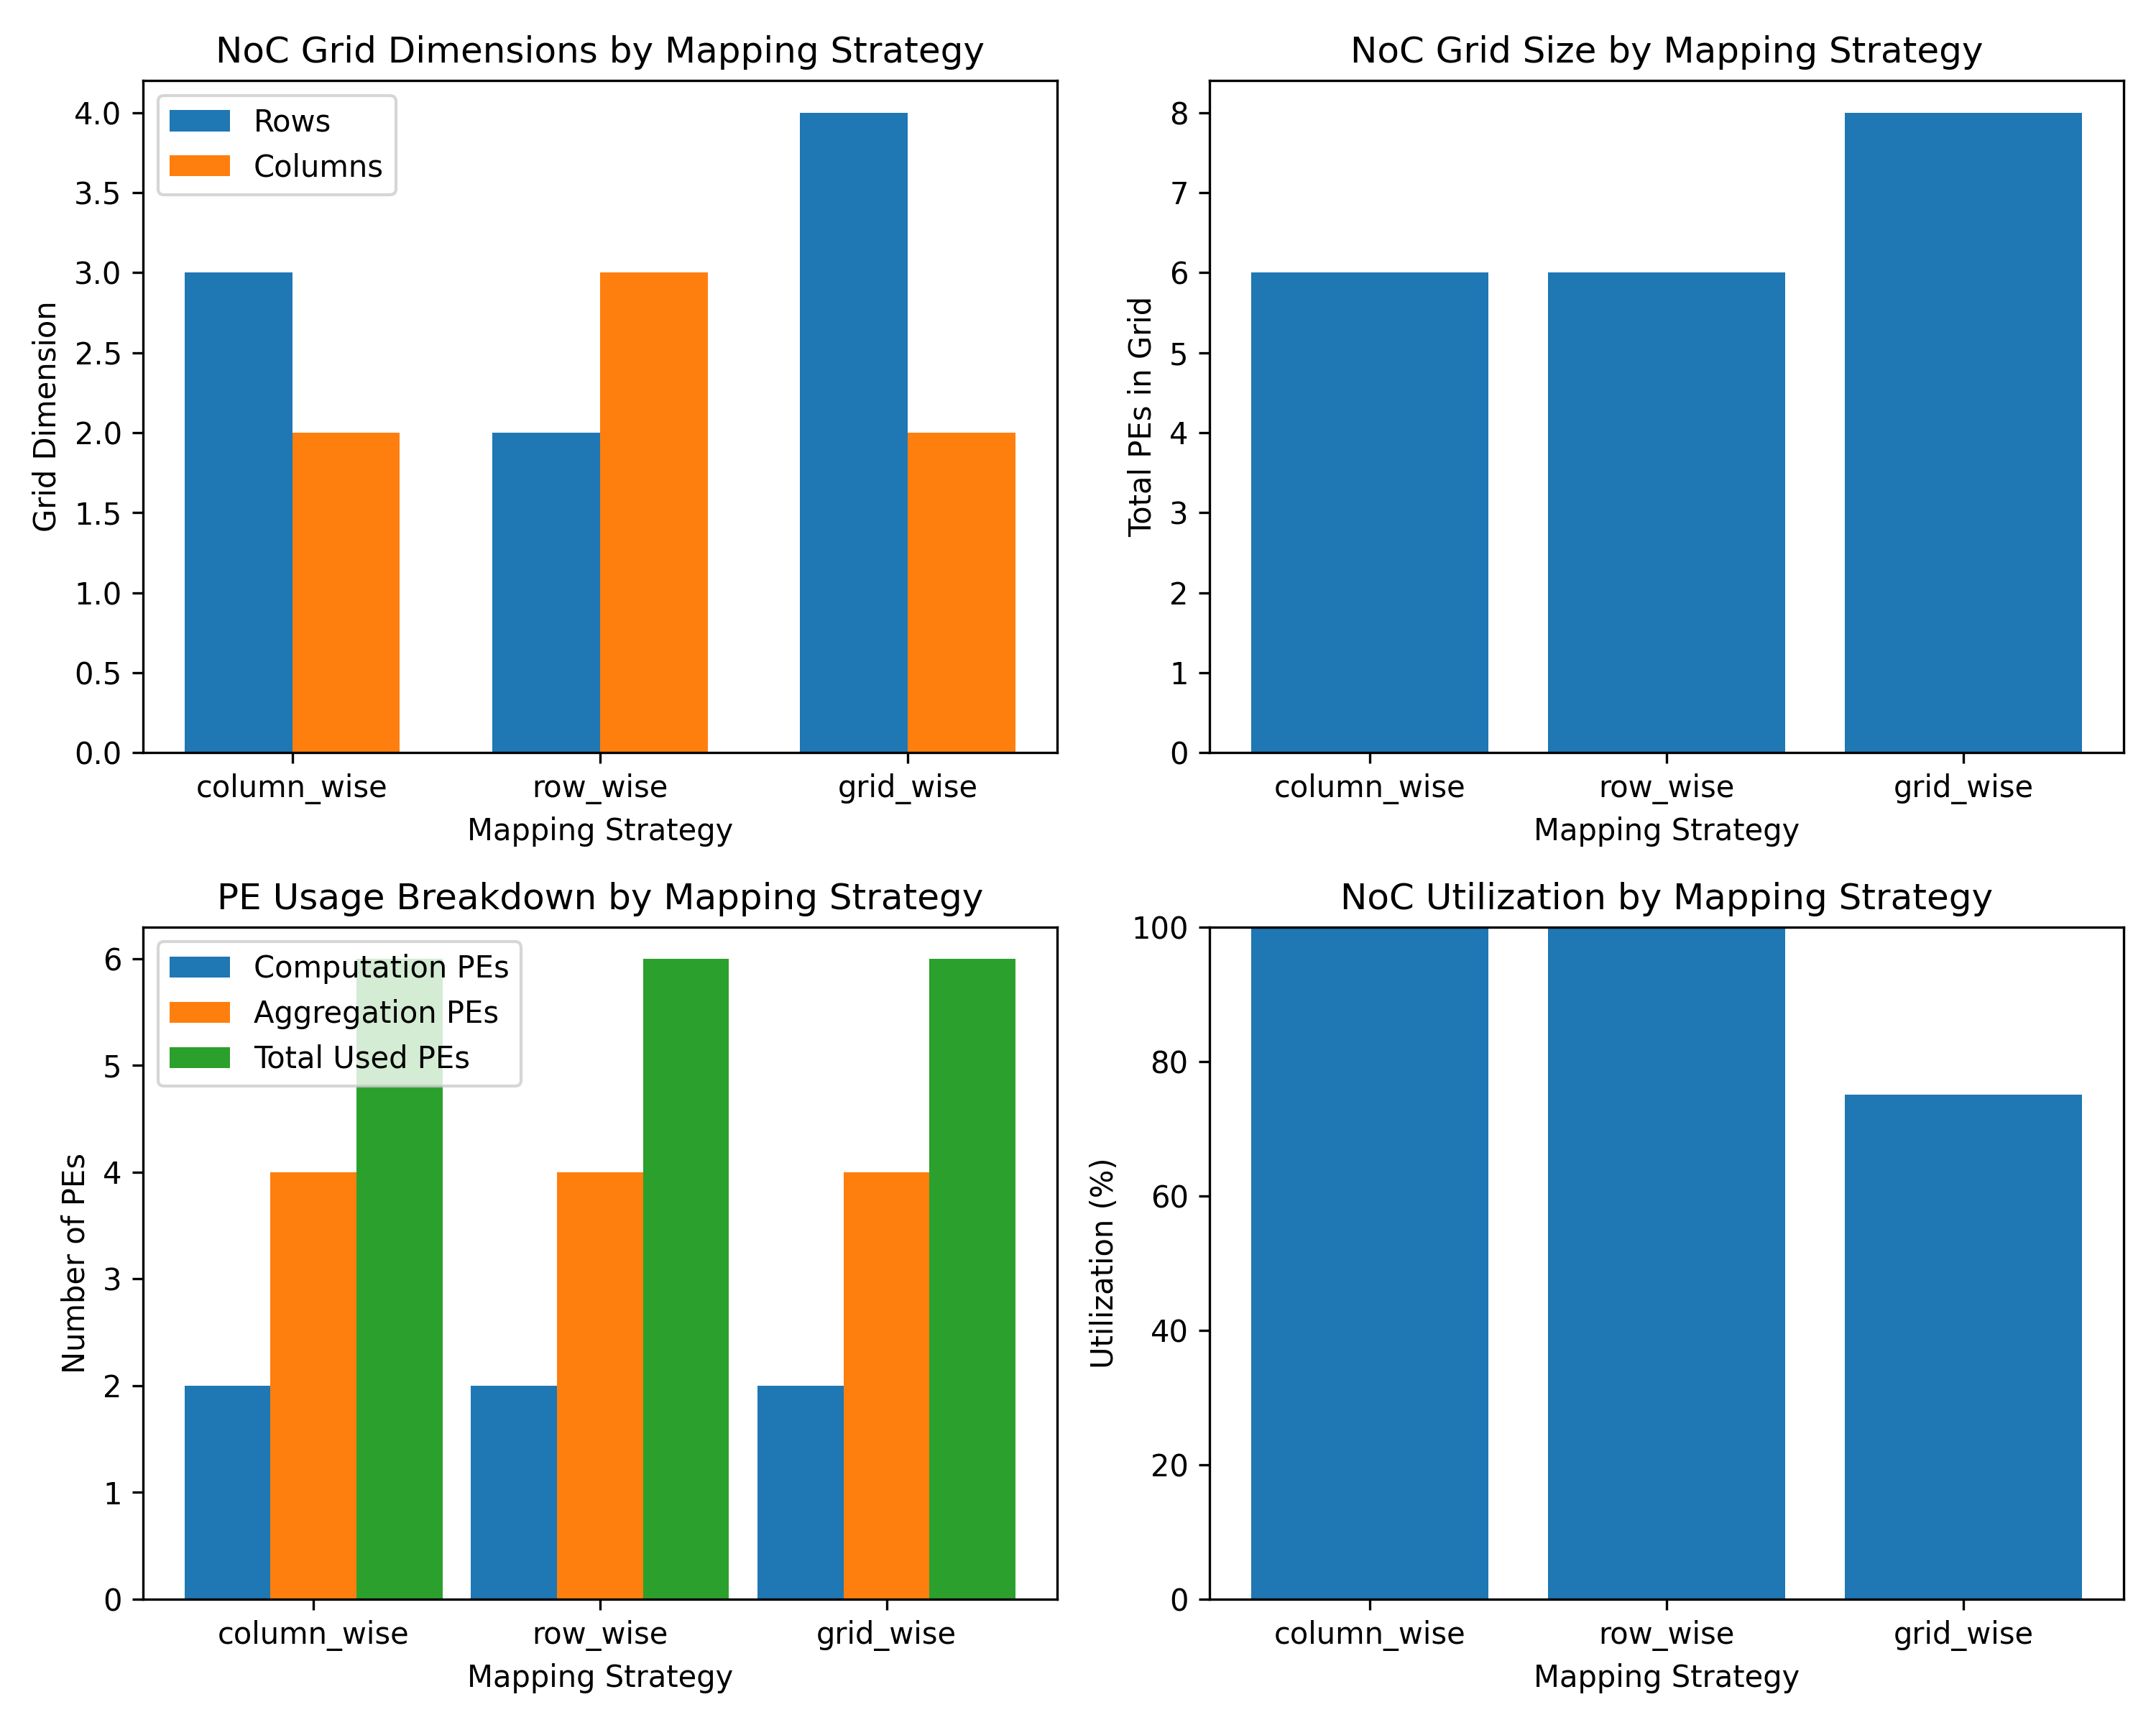 NoC Grid Dimensions by Mapping Strategy
Rows
Columns
4.0
3.5
3.0
2.5
2.0
1.5
1.0
0.5
0.0
Grid Dimension
column_wise row_wise grid_wise
Mapping Strategy
NoC Grid Size by Mapping Strategy
8
7
6
5
4
3
2
1
0
Total PEs in Grid
column_wise row_wise grid_wise
Mapping Strategy
PE Usage Breakdown by Mapping Strategy
Computation PEs
Aggregation PEs
Total Used PEs
6
5
4
3
2
1
0
Number of PEs
column_wise row_wise grid_wise
Mapping Strategy
NoC Utilization by Mapping Strategy
100
80
60
40
20
0
Utilization (%)
column_wise row_wise grid_wise
Mapping Strategy